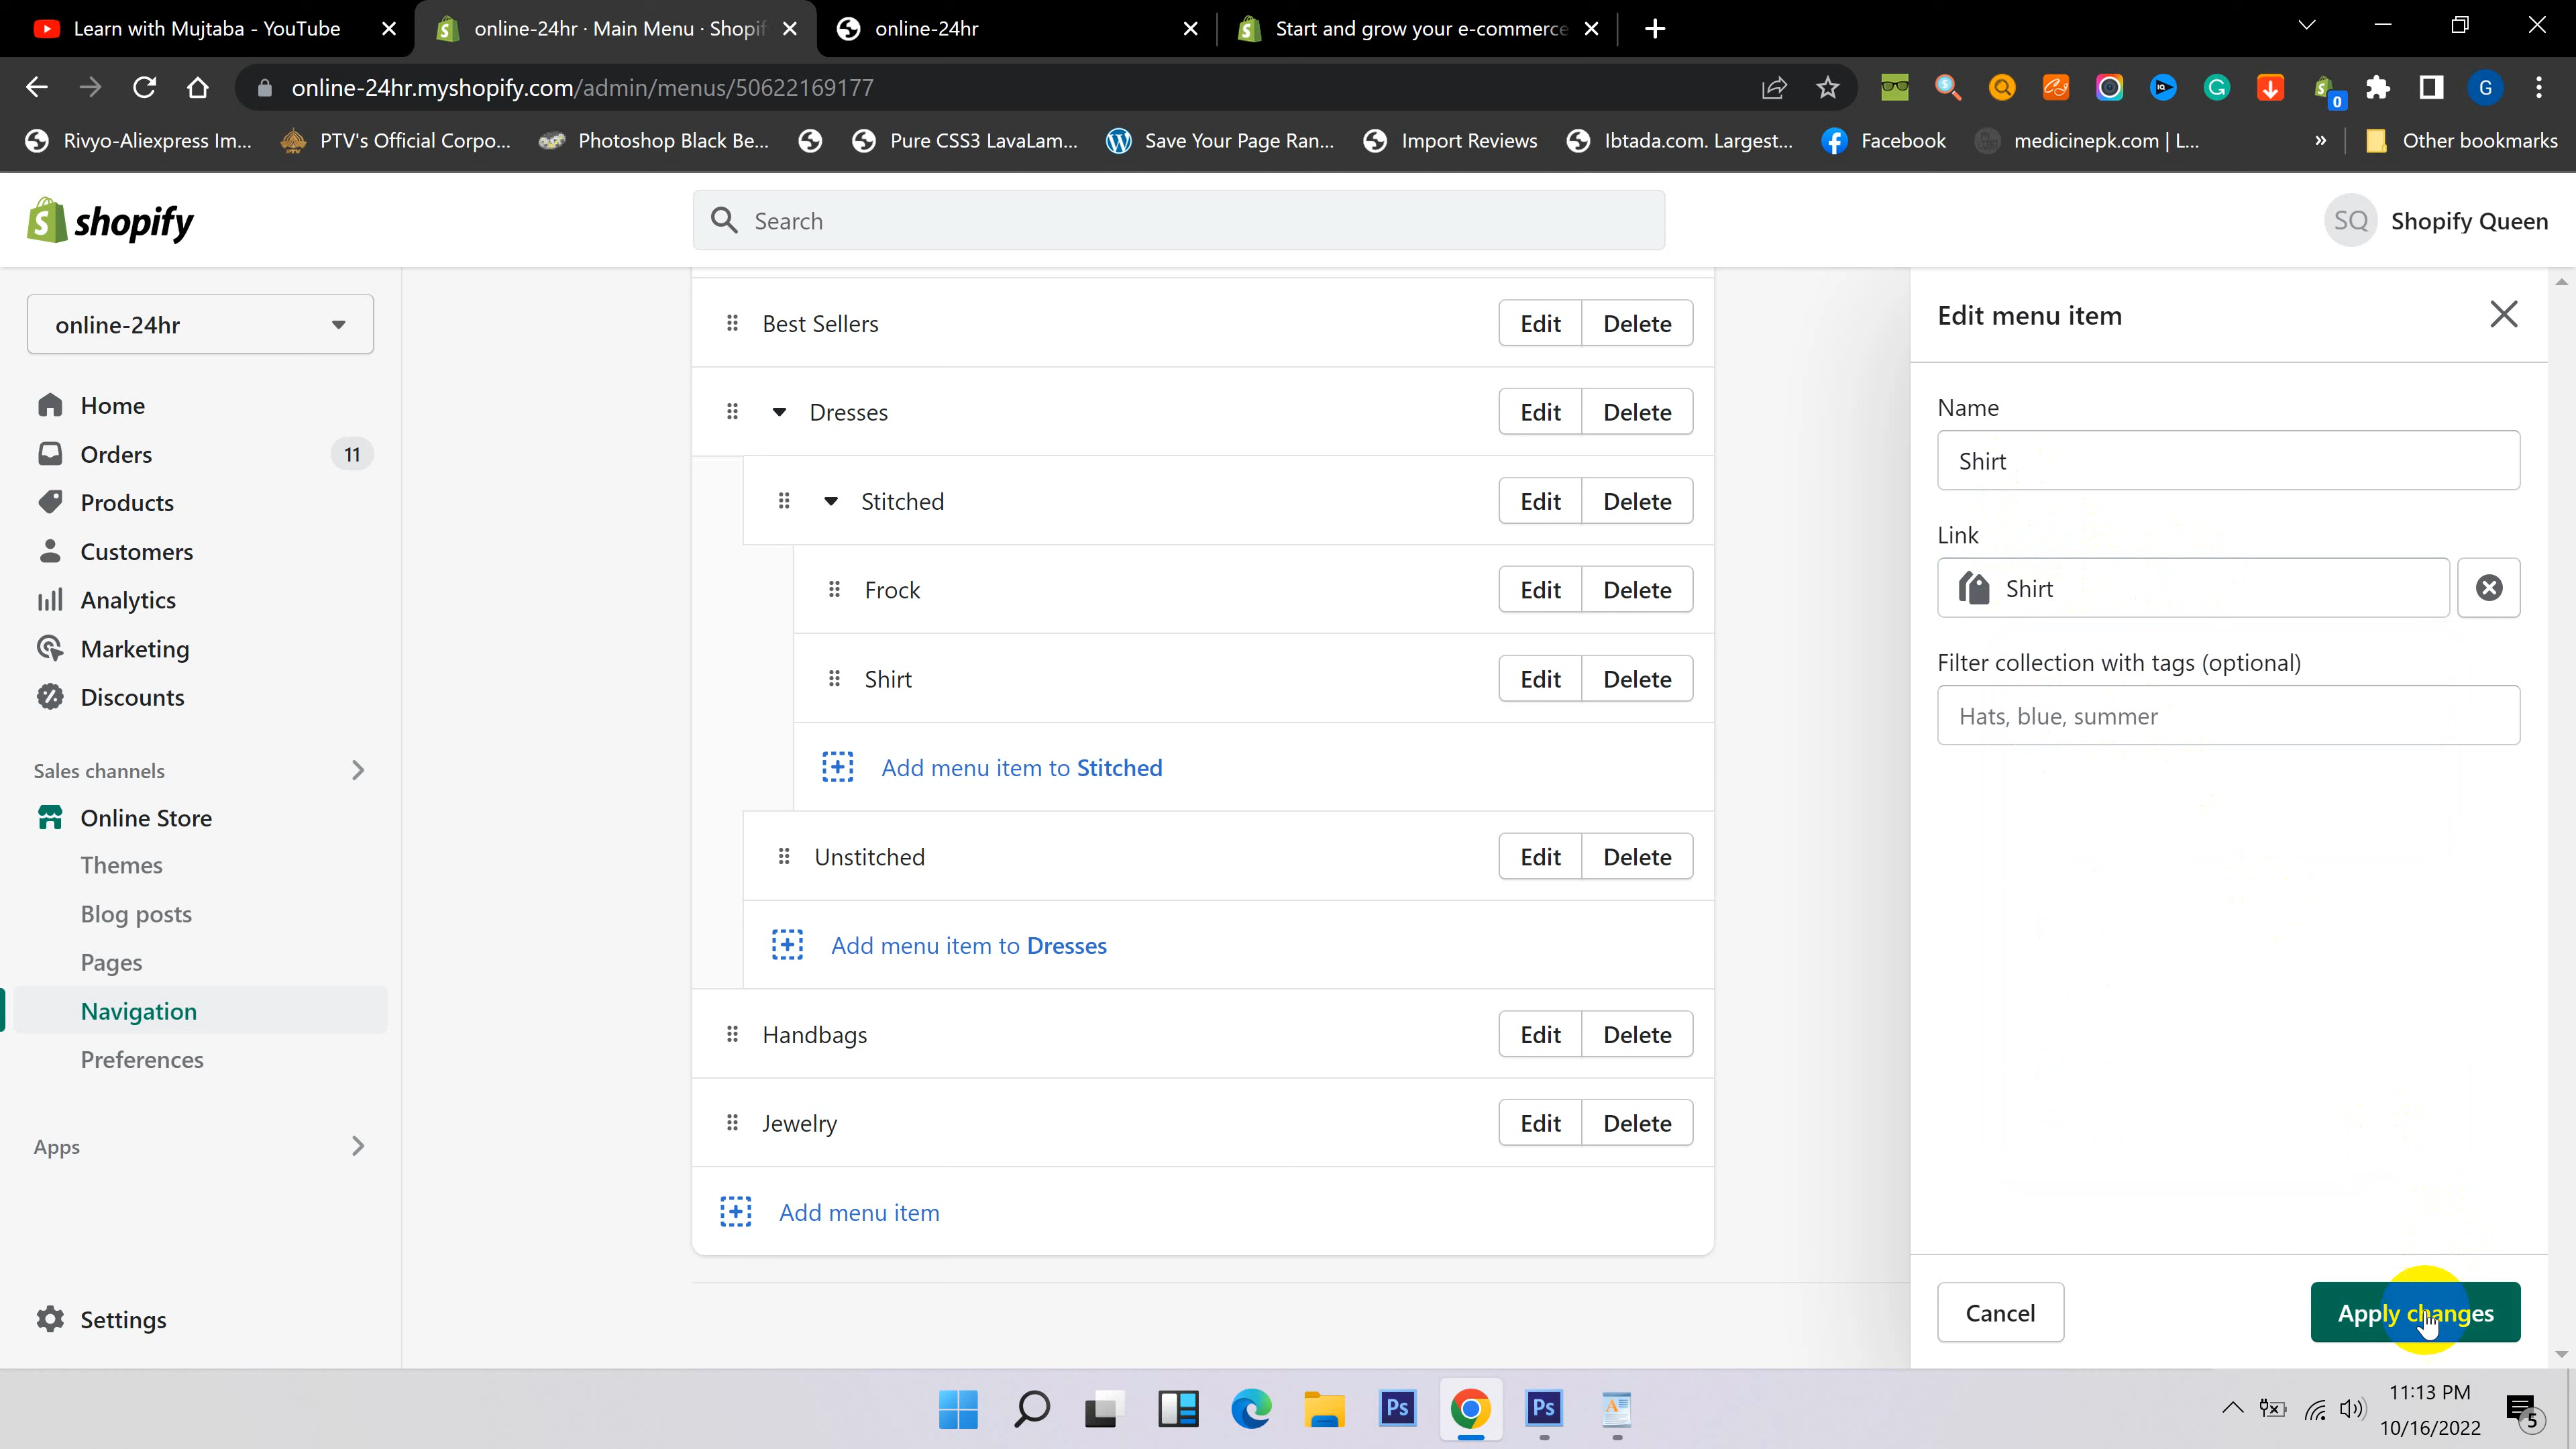 Learn with Mujtaba - YouTube
online-24hr · Main Menu · Shopif
online-24hr
Start and grow your e-commerce
online-24hr.myshopify.com/admin/menus/50622169177
G
0
Rivyo-Aliexpress Im...
PTV's Official Corpo...
Photoshop Black Be...
Pure CSS3 LavaLam...
Save Your Page Ran...
Import Reviews
Ibtada.com. Largest...
Facebook
medicinepk.com | L...
»
Other bookmarks
shopify
Search
SQ
Shopify Queen
online-24hr
Home
Orders
11
Products
Customers
Analytics
Marketing
Discounts
Sales channels
Online Store
Themes
Blog posts
Pages
Navigation
Preferences
Apps
Settings
Best Sellers
Edit
Delete
Dresses
Edit
Delete
Stitched
Edit
Delete
Frock
Edit
Delete
Shirt
Edit
Delete
Add menu item to Stitched
Unstitched
Edit
Delete
Add menu item to Dresses
Handbags
Edit
Delete
Jewelry
Edit
Delete
Add menu item
Edit menu item
Name
Shirt
Link
Shirt
Filter collection with tags (optional)
Hats, blue, summer
Cancel
Apply changes
Ps
Ps
11:13 PM
10/16/2022
5